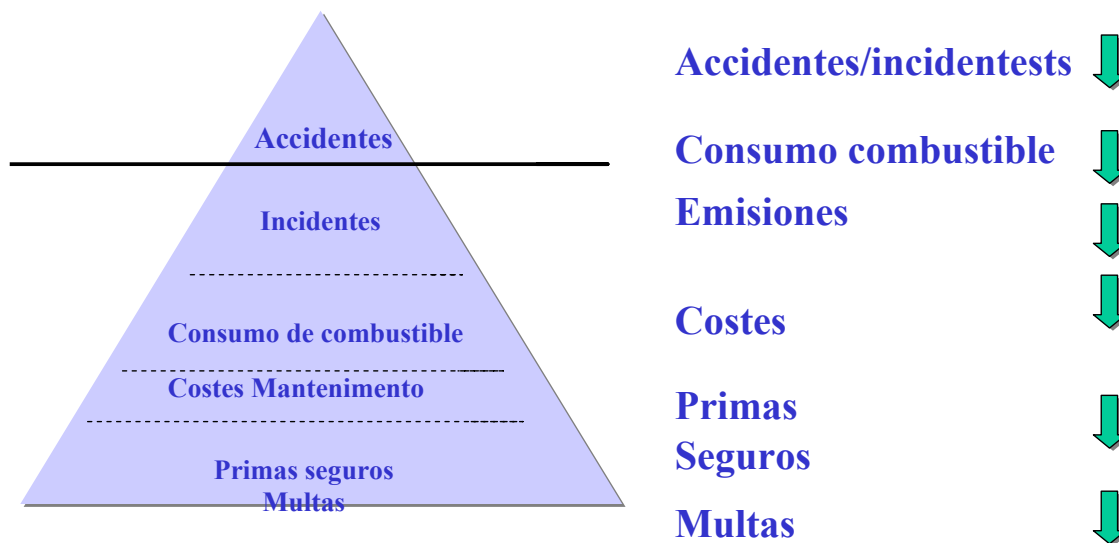 Accidentes
Incidentes
Consumo de combustible
Costes Mantenimento
Primas seguros
Multas
Accidentes/incidentests
Consumo combustible
Emisiones
Costes
Primas
Seguros
Multas